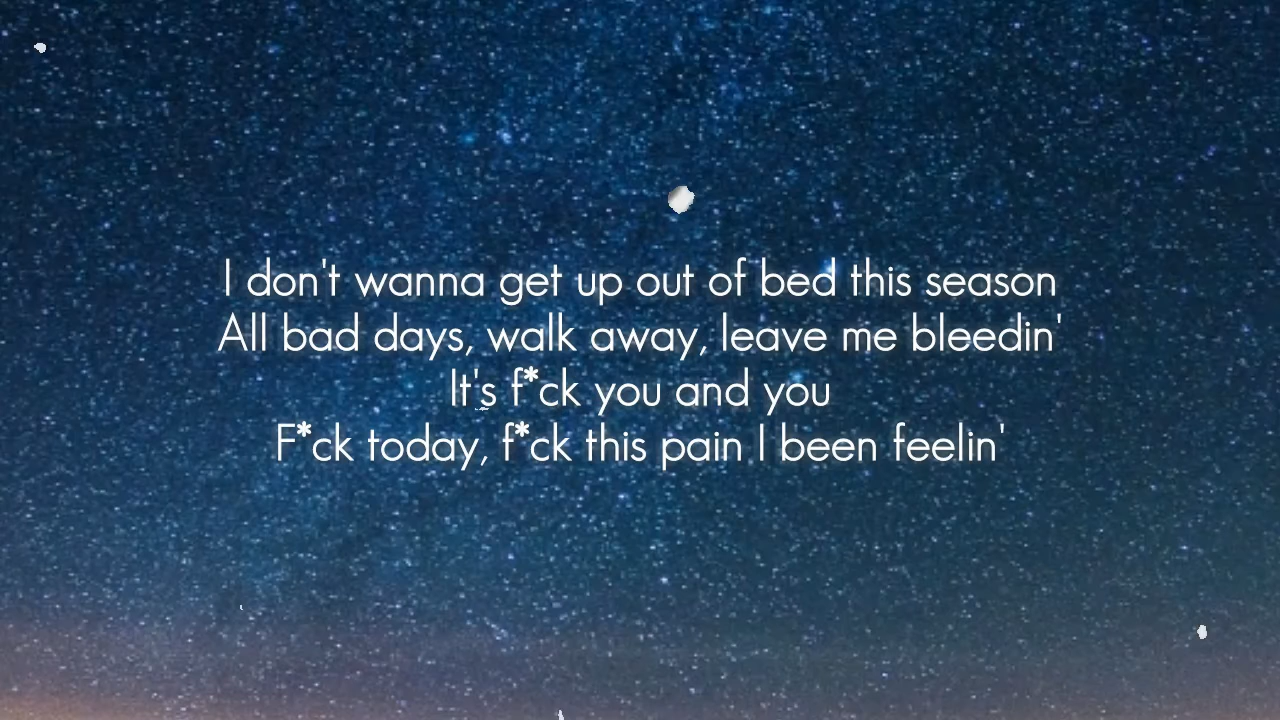 I don't wanna get up out of bed this season
All bad days, walk away, leave me bleedin'
It's f*ck you and you
F*ck today, f*ck this pain I been feelin'